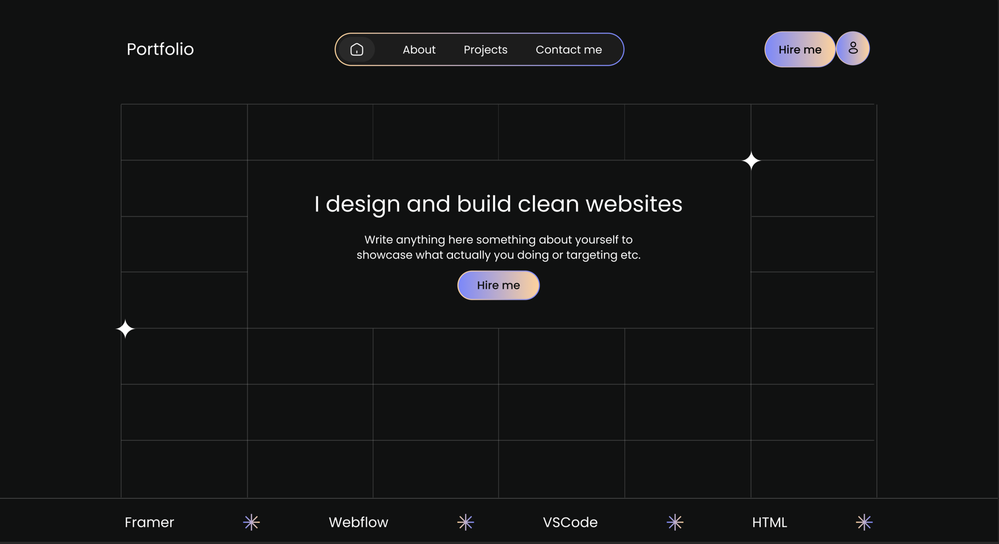 Portfolio
About
Projects
Contact me
Hire me
I design and build clean websites
Write anything here something about yourself to
showcase what actually you doing or targeting etc.
Hire me
Framer
Webflow
VSCode
HTML